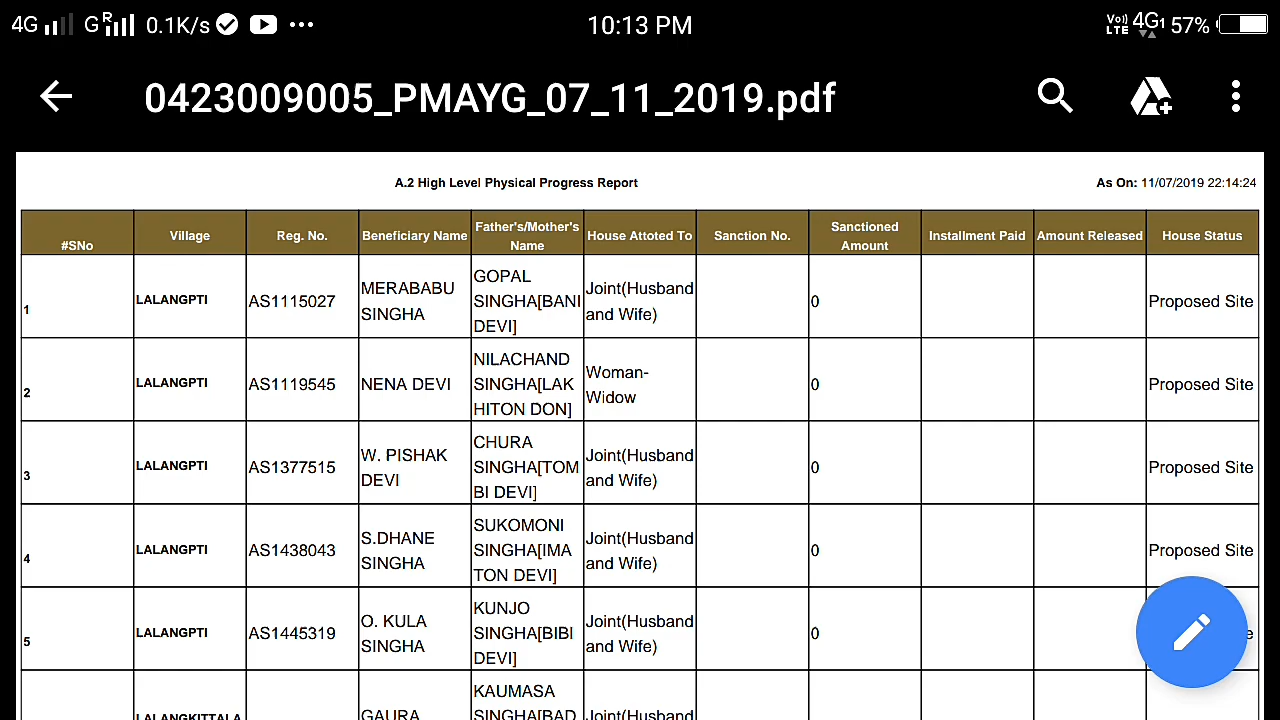 4G G R 0.1K/s ... 10:13 PM Vo)) LTE 4G1 57%
0423009005_PMAYG_07_11_2019.pdf
A.2 High Level Physical Progress Report As On: 11/07/2019 22:14:24
#SNo Village Reg. No. Beneficiary Name Father's/Mother's Name House Attoted To Sanction No. Sanctioned Amount Installment Paid Amount Released House Status
1 LALANGPTI AS1115027 MERABABU SINGHA GOPAL SINGHA[BANI DEVI] Joint(Husband and Wife) 0 Proposed Site
2 LALANGPTI AS1119545 NENA DEVI NILACHAND SINGHA[LAK HITON DON] Woman- Widow 0 Proposed Site
3 LALANGPTI AS1377515 W. PISHAK DEVI CHURA SINGHA[TOM BI DEVI] Joint(Husband and Wife) 0 Proposed Site
4 LALANGPTI AS1438043 S.DHANE SINGHA SUKOMONI SINGHA[IMA TON DEVI] Joint(Husband and Wife) 0 Proposed Site
5 LALANGPTI AS1445319 O. KULA SINGHA KUNJO SINGHA[BIBI DEVI] Joint(Husband and Wife) 0
LALANGKITTALA GAURA KAUMASA SINGHA[BAD Joint(Husband